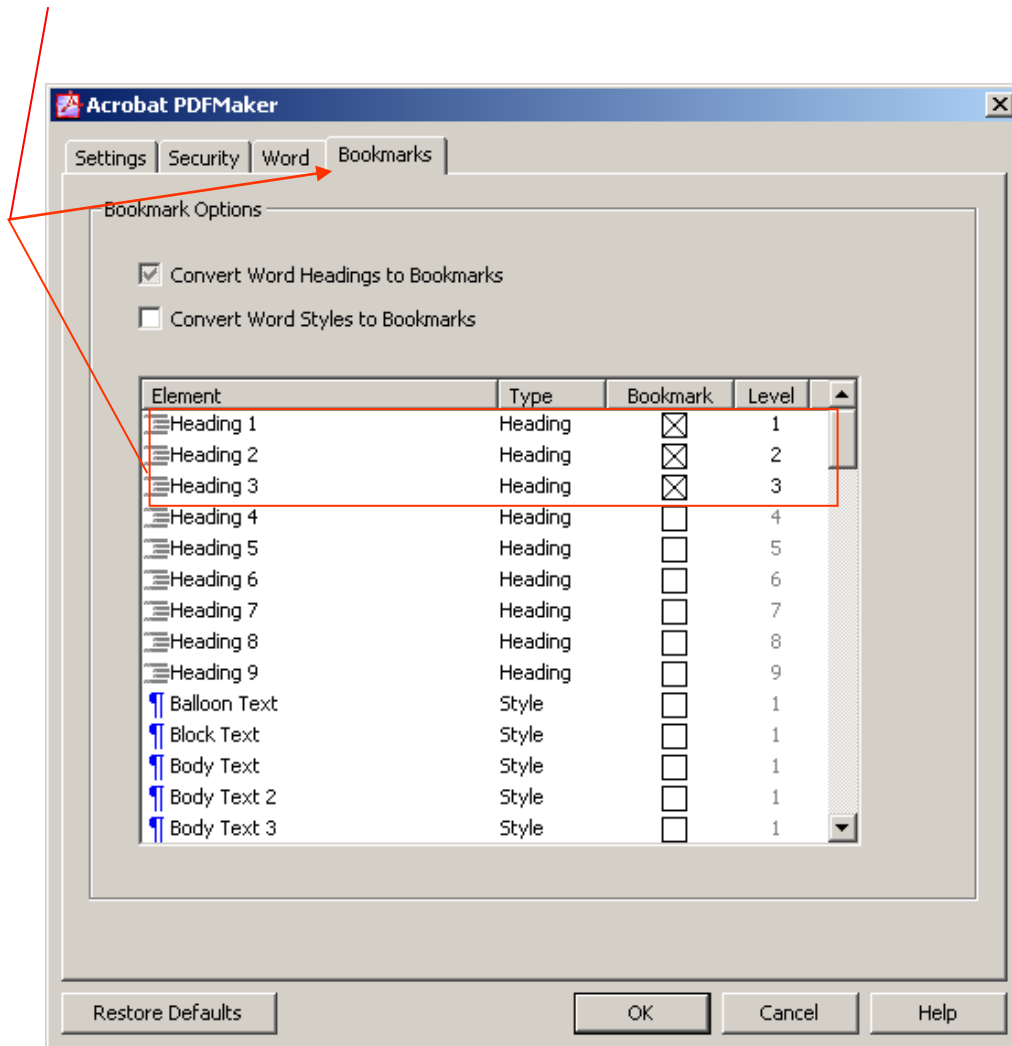 Acrobat PDFMaker
Settings Security Word Bookmarks
Bookmark Options
Convert Word Headings to Bookmarks
Convert Word Styles to Bookmarks
Element Type Bookmark Level
Heading 1 Heading 1
Heading 2 Heading 2
Heading 3 Heading 3
Heading 4 Heading 4
Heading 5 Heading 5
Heading 6 Heading 6
Heading 7 Heading 7
Heading 8 Heading 8
Heading 9 Heading 9
¶ Balloon Text Style 1
¶ Block Text Style 1
¶ Body Text Style 1
¶ Body Text 2 Style 1
¶ Body Text 3 Style 1
Restore Defaults OK Cancel Help